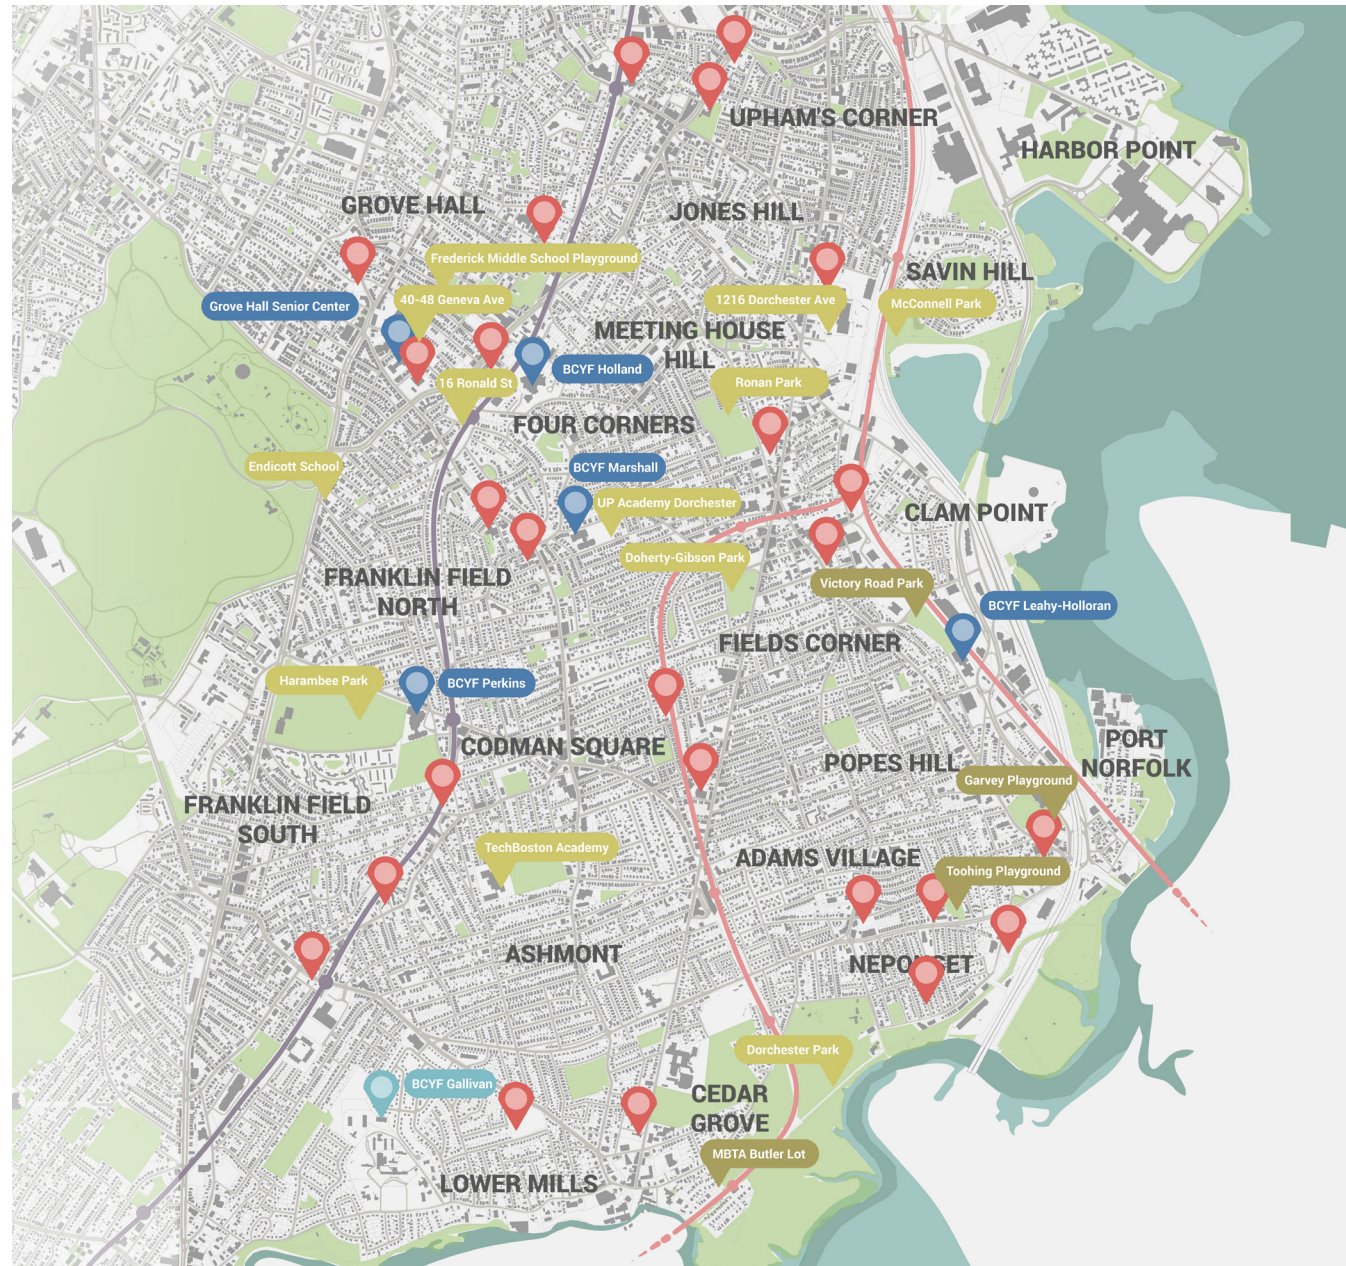 UPHAM'S CORNER
HARBOR POINT
GROVE HALL
JONES HILL
Frederick Middle School Playground
SAVIN HILL
Grove Hall Senior Center
40-48 Geneva Ave
1216 Dorchester Ave
McConnell Park
MEETING HOUSE
HILL
BCYF Holland
16 Ronald St
Ronan Park
FOUR CORNERS
Endicott School
BCYF Marshall
UP Academy Dorchester
CLAM POINT
Doherty-Gibson Park
FRANKLIN FIELD
NORTH
Victory Road Park
BCYF Leahy-Holloran
FIELDS CORNER
Harambee Park
BCYF Perkins
CODMAN SQUARE
PORT
NORFOLK
POPES HILL
Garvey Playground
FRANKLIN FIELD
SOUTH
TechBoston Academy
ADAMS VILLAGE
Toohing Playground
ASHMONT
NEPONSET
Dorchester Park
BCYF Gallivan
CEDAR
GROVE
MBTA Butler Lot
LOWER MILLS